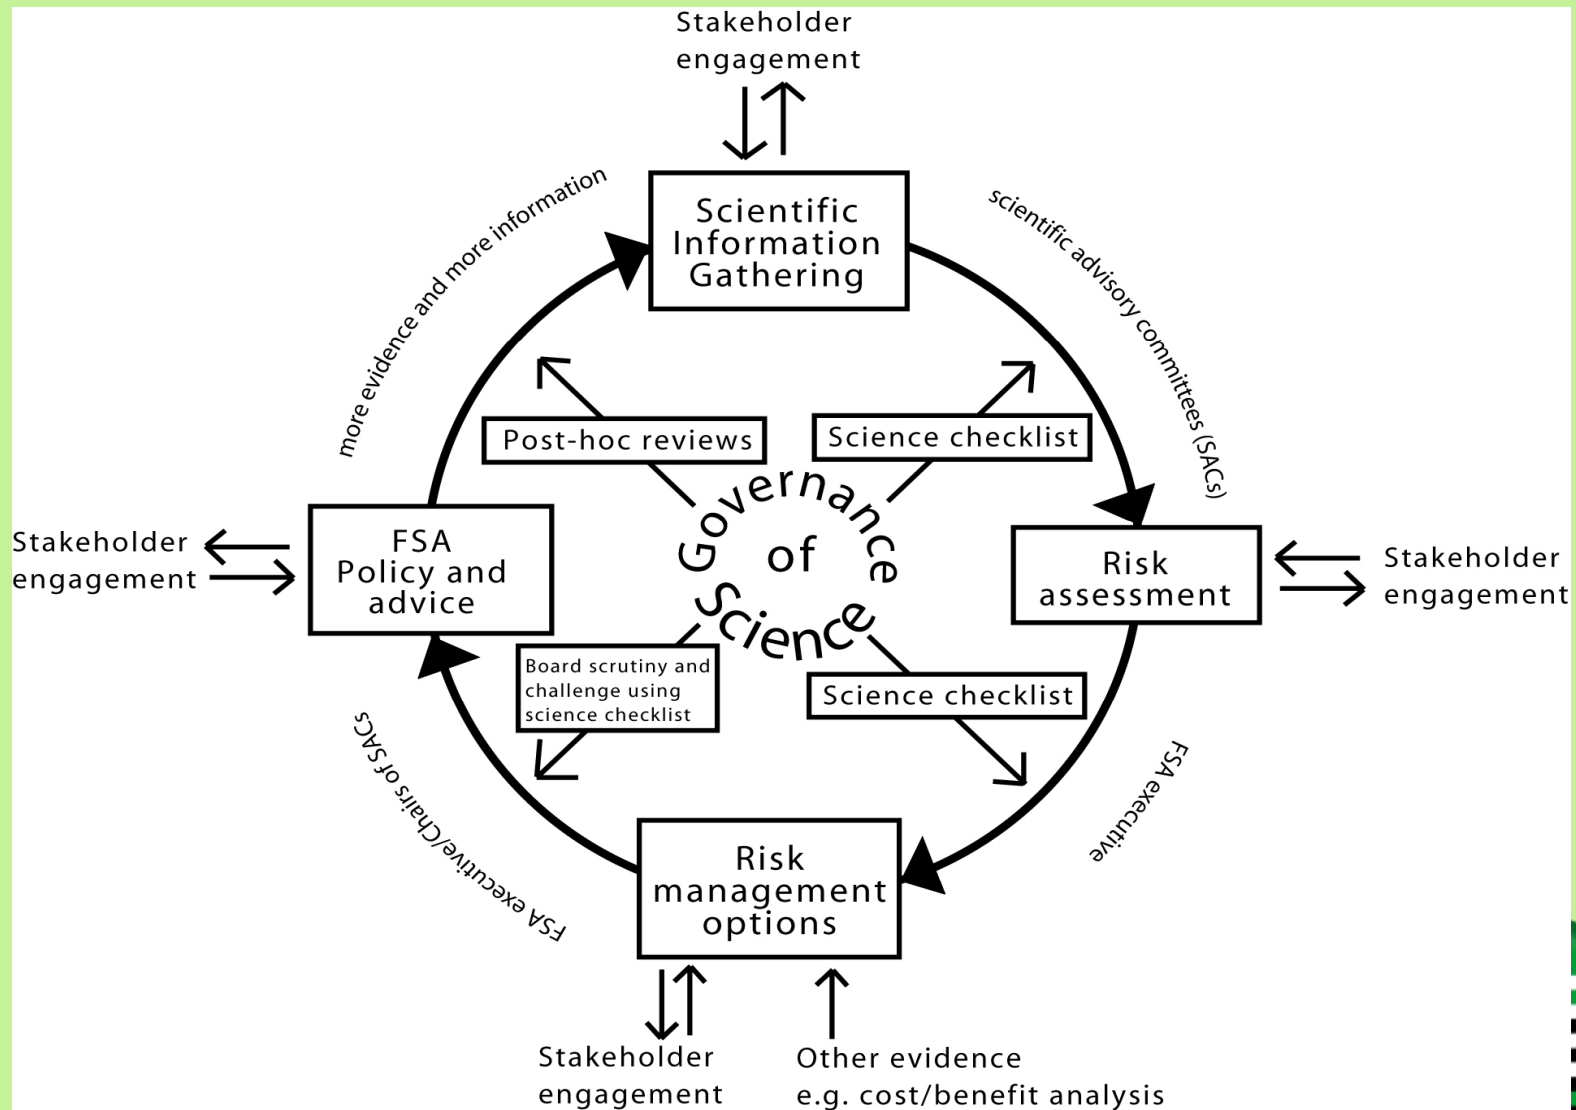 Stakeholder
engagement
Scientific
Information
Gathering
more evidence and more information
scientific advisory committees (SACs)
Post-hoc reviews
Science checklist
Governance
of
Science
Stakeholder
engagement
FSA
Policy and
advice
Risk
assessment
Stakeholder
engagement
Board scrutiny and
challenge using
science checklist
Science checklist
FSA executive/Chairs of SACs
FSA executive
Risk
management
options
Stakeholder
engagement
Other evidence
e.g. cost/benefit analysis